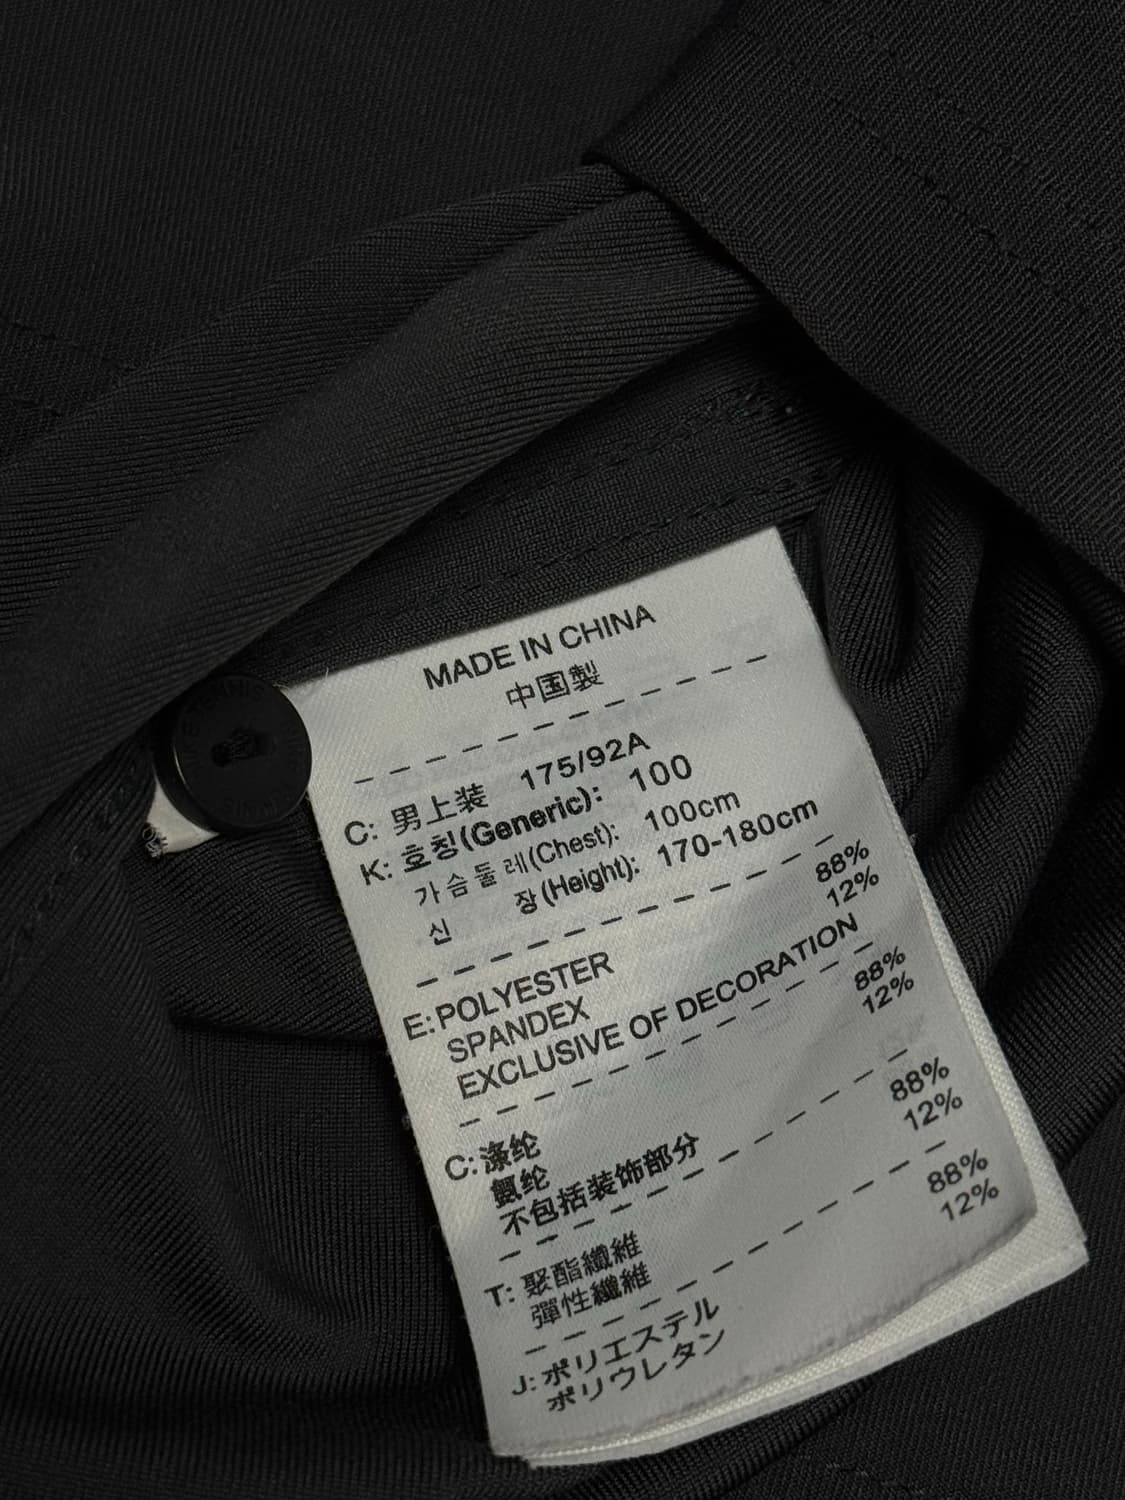 MADE IN CHINA
中国製
C: 男上装 175/92A
K: 호칭(Generic): 100
가슴둘레(Chest): 100cm
신 장(Height): 170-180cm
E: POLYESTER 88%
SPANDEX 12%
EXCLUSIVE OF DECORATION
C: 涤纶 88%
氨纶 12%
不包括装饰部分
T: 聚酯纖維 88%
彈性纖維 12%
J: ポリエステル 88%
ポリウレタン 12%